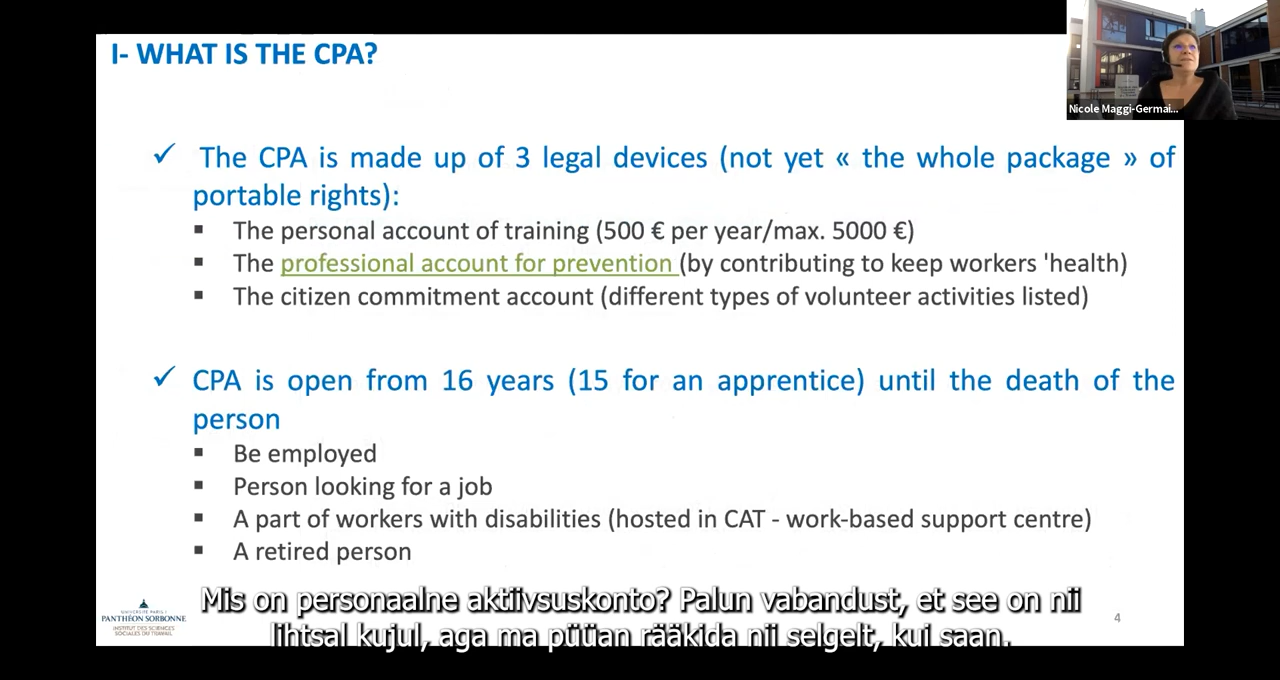 I- WHAT IS THE CPA?
Nicole Maggi-Germai...
✓ The CPA is made up of 3 legal devices (not yet « the whole package » of
portable rights):
▪ The personal account of training (500 € per year/max. 5000 €)
▪ The professional account for prevention (by contributing to keep workers 'health)
▪ The citizen commitment account (different types of volunteer activities listed)
✓ CPA is open from 16 years (15 for an apprentice) until the death of the
person
▪ Be employed
▪ Person looking for a job
▪ A part of workers with disabilities (hosted in CAT - work-based support centre)
▪ A retired person
Mis on personaalne aktiivsuskonto? Palun vabandust, et see on nii
lihtsal kujul, aga ma püüan rääkida nii selgelt, kui saan.
UNIVERSITÉ PARIS 1
PANTHÉON SORBONNE
INSTITUT DES SCIENCES
SOCIALES DU TRAVAIL
4